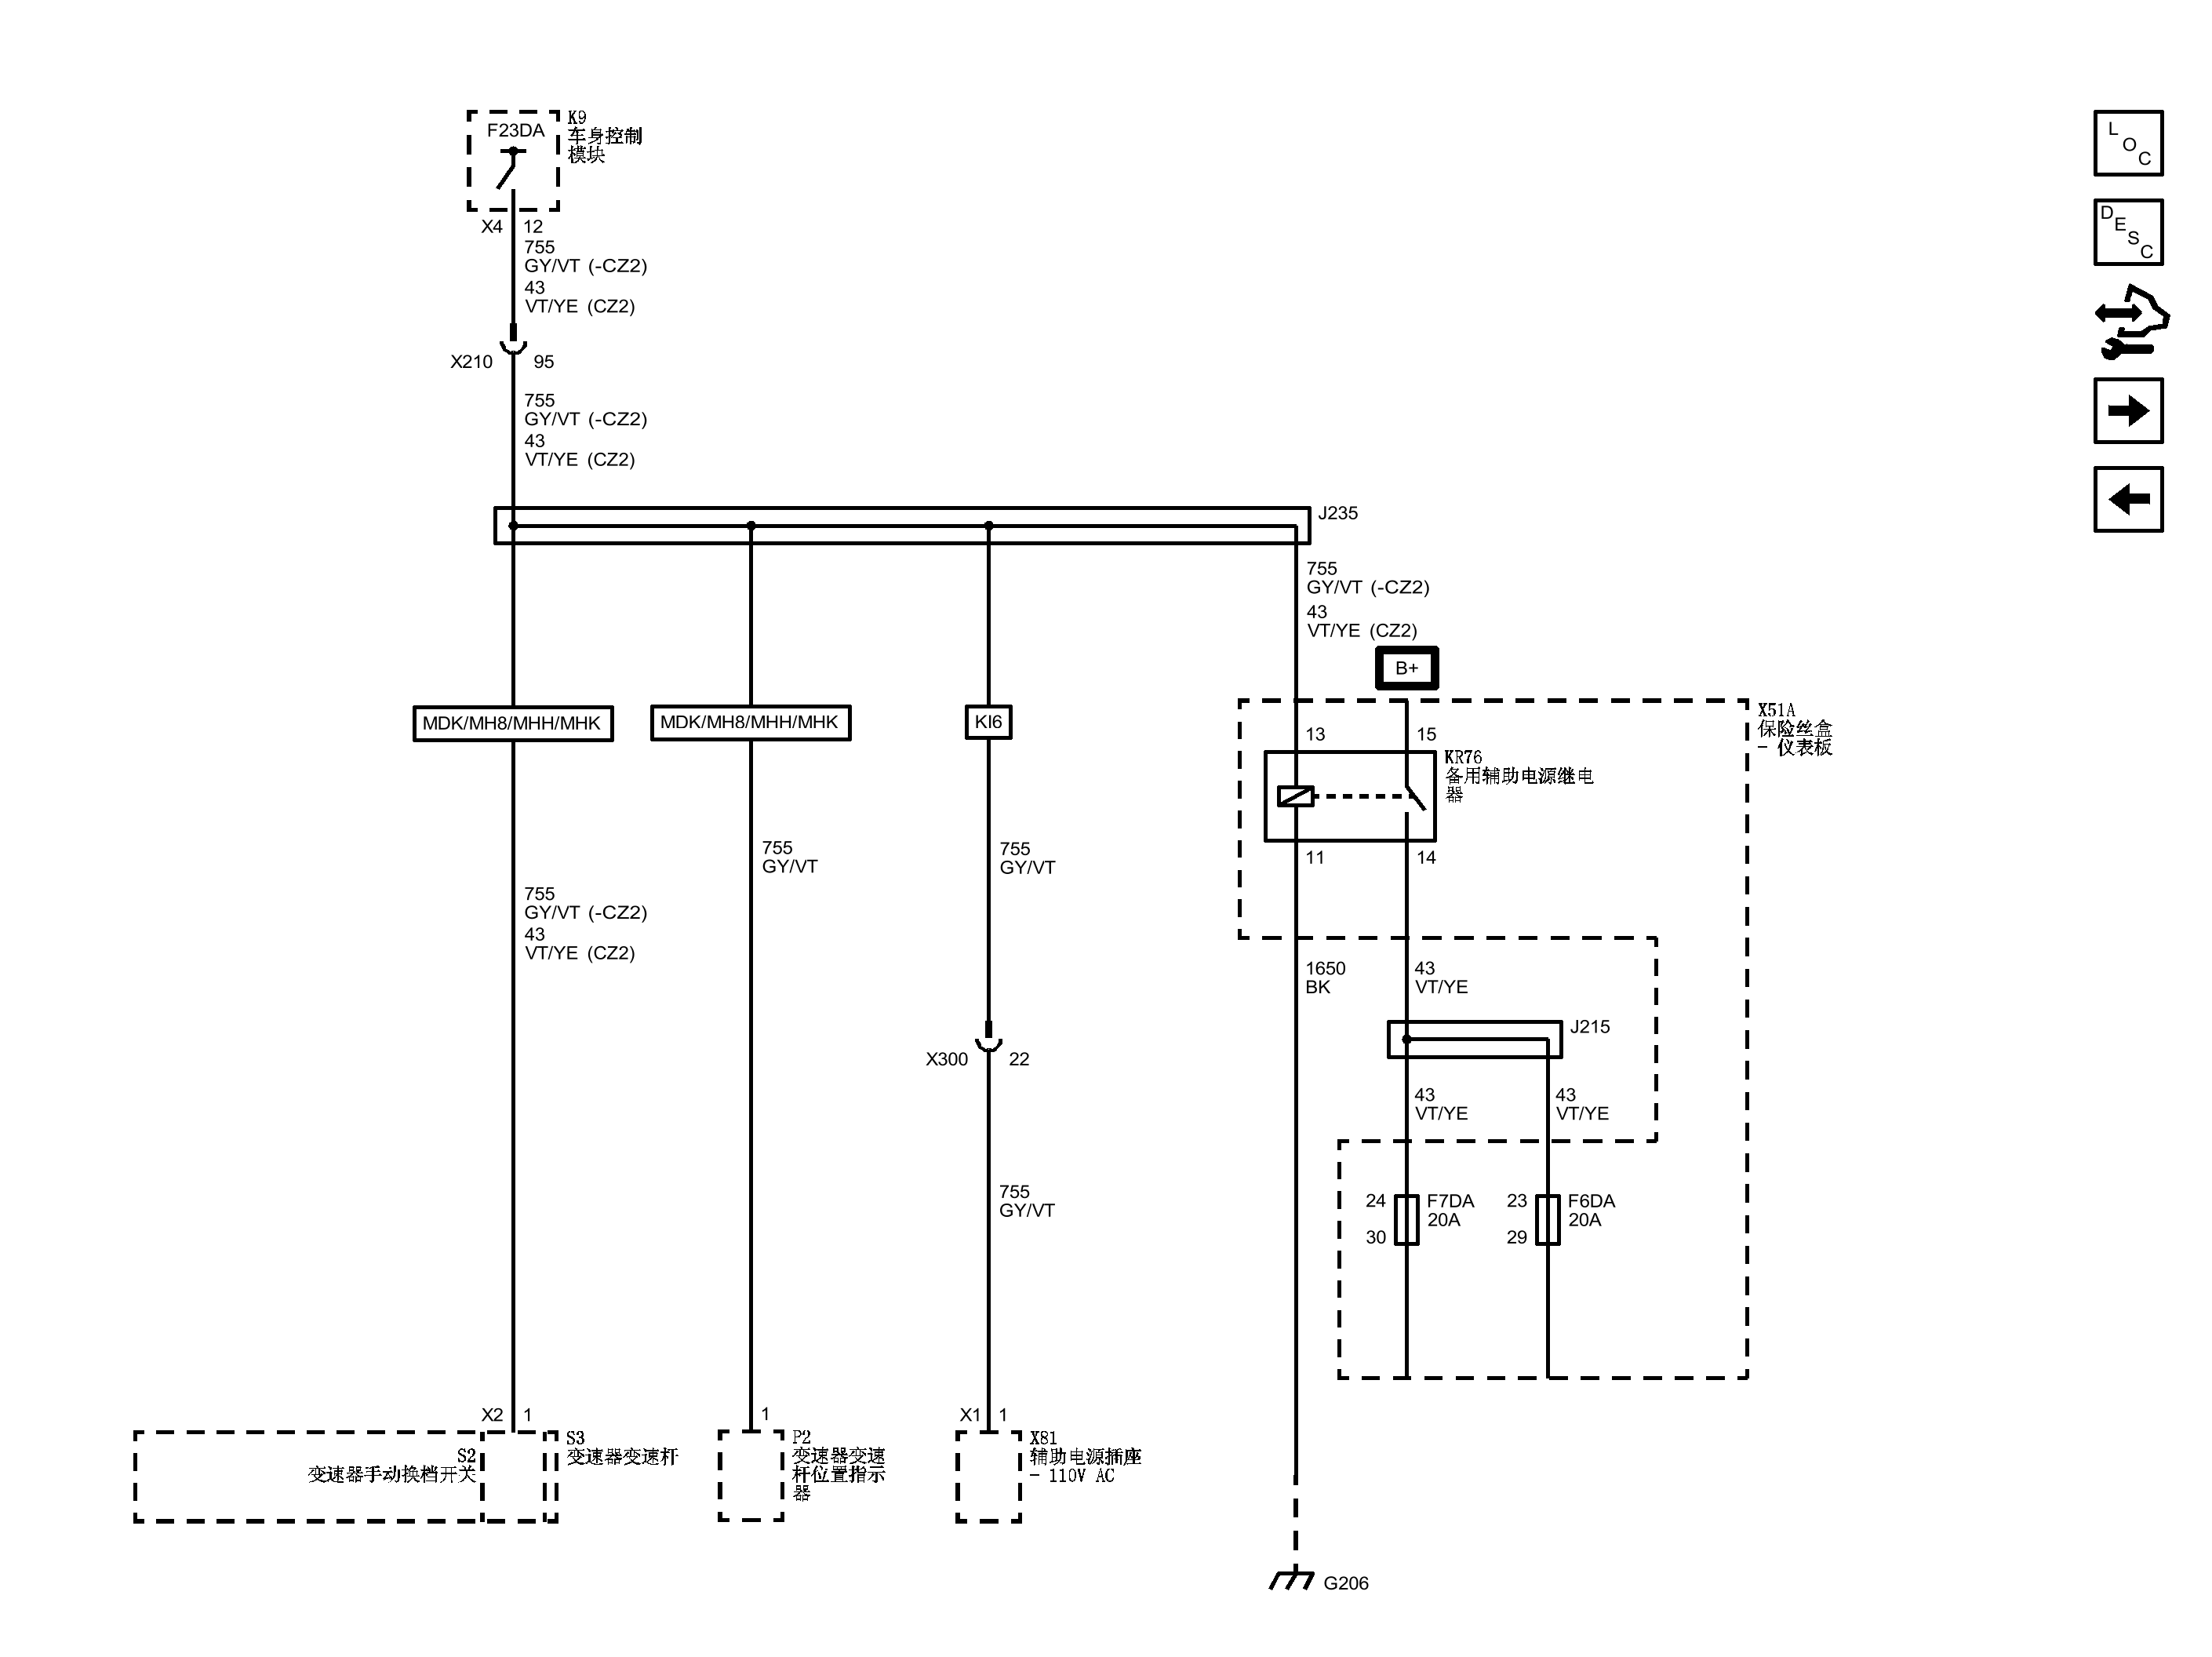 K9
F23DA
车身控制
模块
X4 12
755
GY/VT (-CZ2)
43
VT/YE (CZ2)
X210 95
755
GY/VT (-CZ2)
43
VT/YE (CZ2)
J235
755
GY/VT (-CZ2)
43
VT/YE (CZ2)
B+
MDK/MH8/MHH/MHK
MDK/MH8/MHH/MHK
KI6
X51A
保险丝盒
- 仪表板
13 15
KR76
备用辅助电源继电
器
11 14
755
GY/VT
755
GY/VT
755
GY/VT (-CZ2)
43
VT/YE (CZ2)
1650
BK
43
VT/YE
J215
X300 22
43
VT/YE
43
VT/YE
755
GY/VT
24 F7DA
20A
30
23 F6DA
20A
29
X2 1
S3
变速器变速杆
S2
变速器手动换档开关
1
P2
变速器变速
杆位置指示
器
X1 1
X81
辅助电源插座
- 110V AC
G206
LOC
DESC